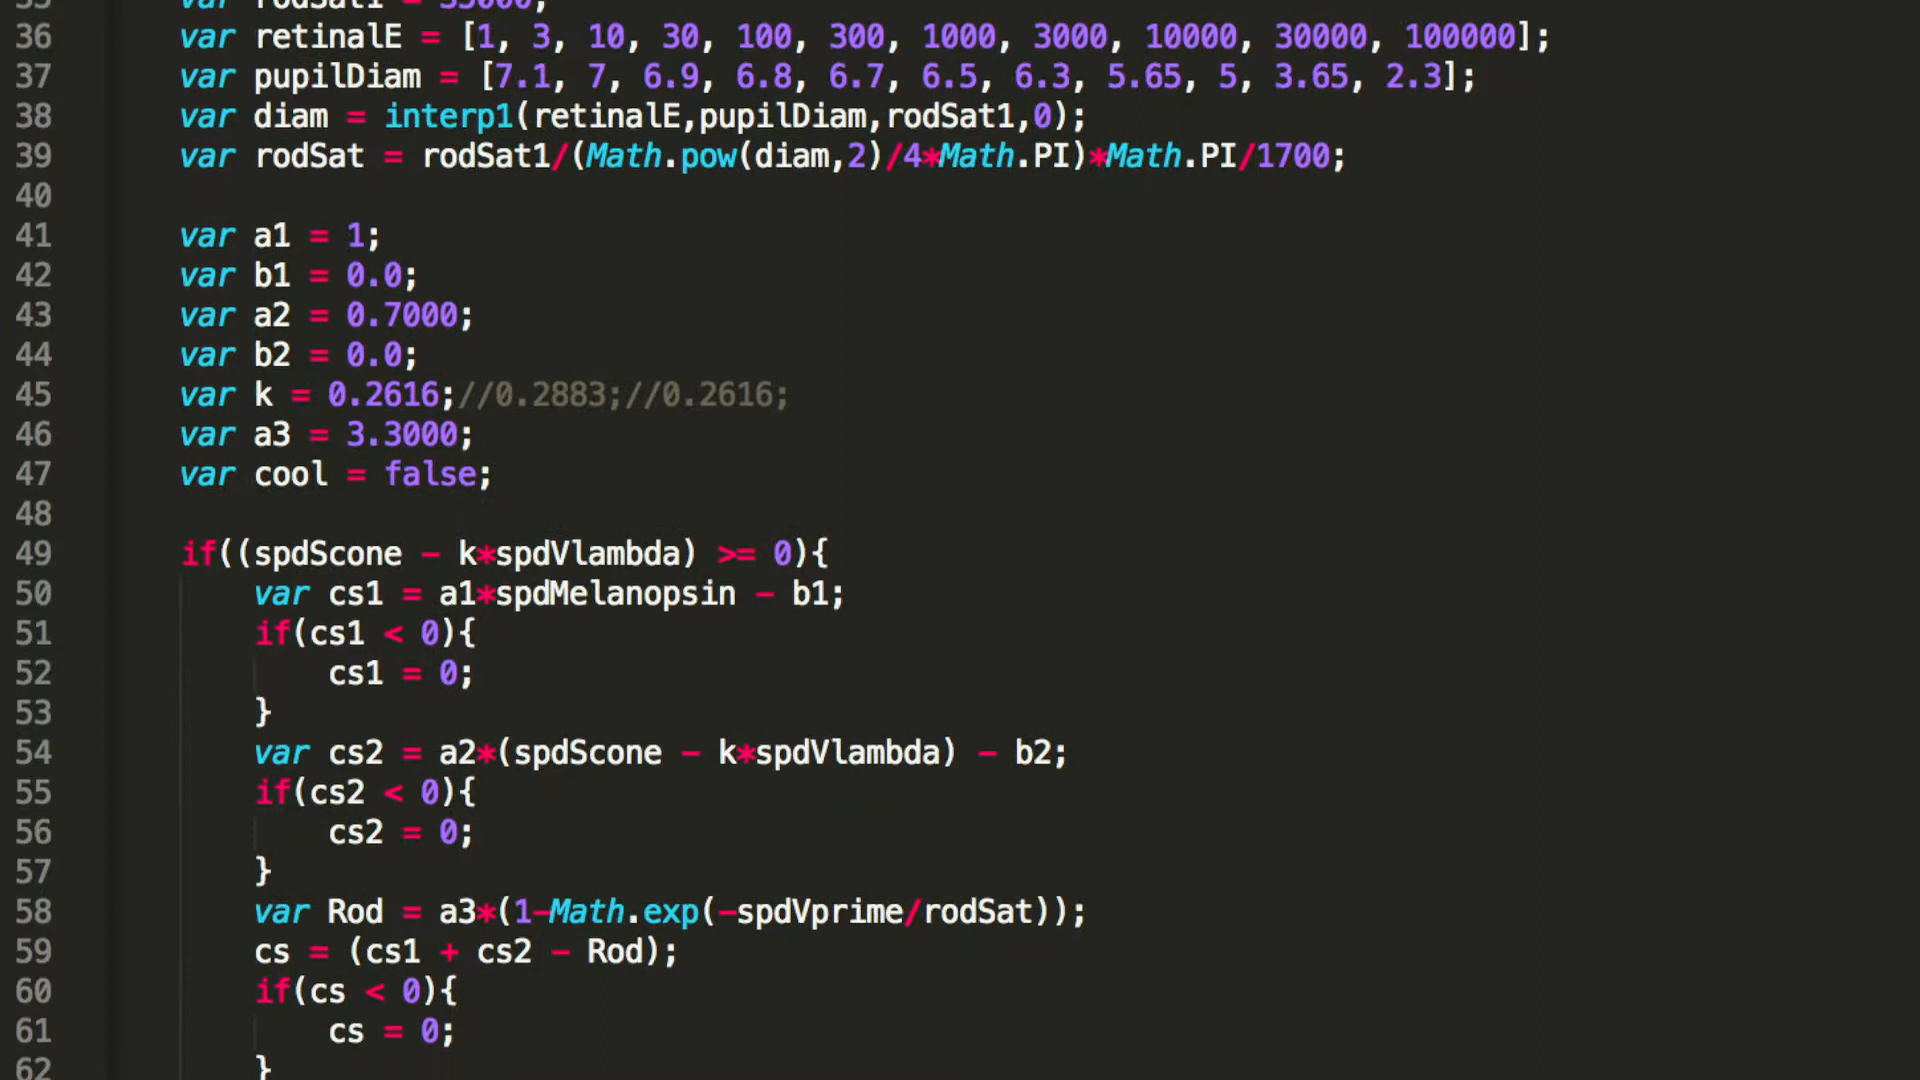 35 var rodSat1 = 35000;
36 var retinalE = [1, 3, 10, 30, 100, 300, 1000, 3000, 10000, 30000, 100000];
37 var pupilDiam = [7.1, 7, 6.9, 6.8, 6.7, 6.5, 6.3, 5.65, 5, 3.65, 2.3];
38 var diam = interp1(retinalE,pupilDiam,rodSat1,0);
39 var rodSat = rodSat1/(Math.pow(diam,2)/4*Math.PI)*Math.PI/1700;
40
41 var a1 = 1;
42 var b1 = 0.0;
43 var a2 = 0.7000;
44 var b2 = 0.0;
45 var k = 0.2616;//0.2883;//0.2616;
46 var a3 = 3.3000;
47 var cool = false;
48
49 if((spdScone - k*spdVlambda) >= 0){
50 var cs1 = a1*spdMelanopsin - b1;
51 if(cs1 < 0){
52 cs1 = 0;
53 }
54 var cs2 = a2*(spdScone - k*spdVlambda) - b2;
55 if(cs2 < 0){
56 cs2 = 0;
57 }
58 var Rod = a3*(1-Math.exp(-spdVprime/rodSat));
59 cs = (cs1 + cs2 - Rod);
60 if(cs < 0){
61 cs = 0;
62 }